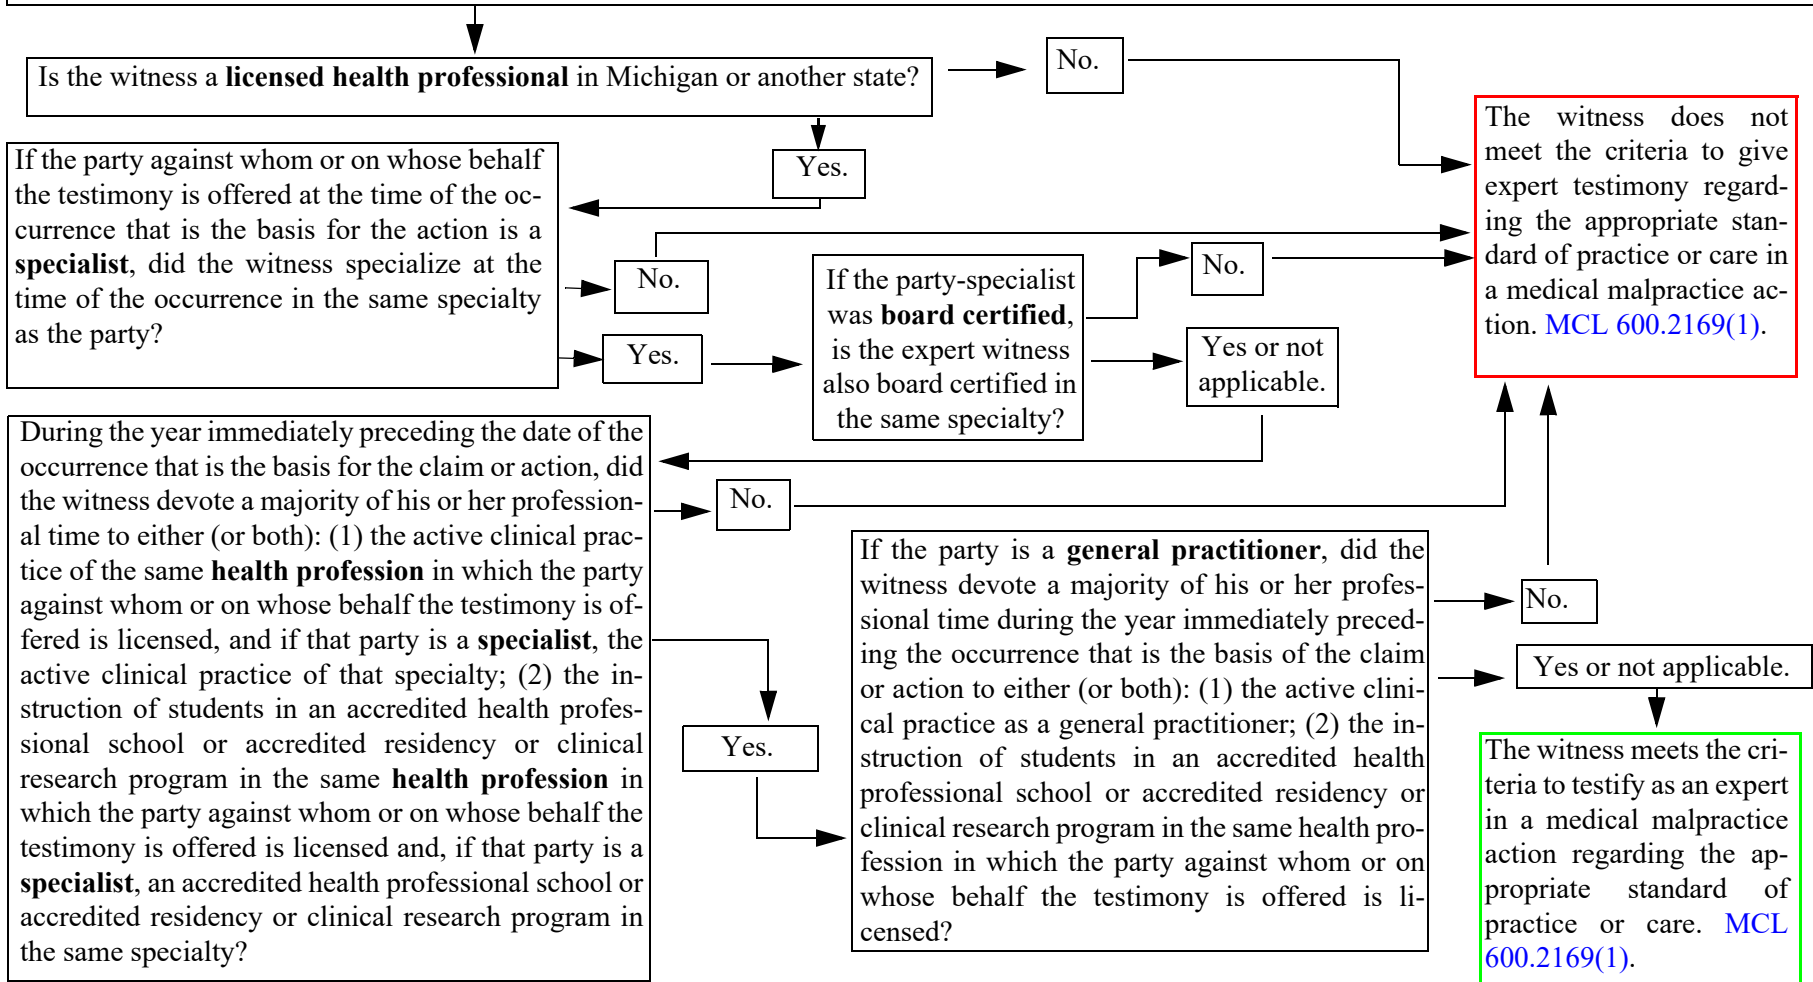 Is the witness a licensed health professional in Michigan or another state?
No.
Yes.
The witness does not
meet the criteria to give
expert testimony regard-
ing the appropriate stan-
dard of practice or care in
a medical malpractice ac-
tion. MCL 600.2169(1).
If the party against whom or on whose behalf
the testimony is offered at the time of the oc-
currence that is the basis for the action is a
specialist, did the witness specialize at the
time of the occurrence in the same specialty
as the party?
No.
Yes.
If the party-specialist
was board certified,
is the expert witness
also board certified in
the same specialty?
No.
Yes or not
applicable.
During the year immediately preceding the date of the
occurrence that is the basis for the claim or action, did
the witness devote a majority of his or her profession-
al time to either (or both): (1) the active clinical prac-
tice of the same health profession in which the party
against whom or on whose behalf the testimony is of-
fered is licensed, and if that party is a specialist, the
active clinical practice of that specialty; (2) the in-
struction of students in an accredited health profes-
sional school or accredited residency or clinical
research program in the same health profession in
which the party against whom or on whose behalf the
testimony is offered is licensed and, if that party is a
specialist, an accredited health professional school or
accredited residency or clinical research program in
the same specialty?
No.
Yes.
If the party is a general practitioner, did the
witness devote a majority of his or her profes-
sional time during the year immediately preced-
ing the occurrence that is the basis of the claim
or action to either (or both): (1) the active clini-
cal practice as a general practitioner; (2) the in-
struction of students in an accredited health
professional school or accredited residency or
clinical research program in the same health pro-
fession in which the party against whom or on
whose behalf the testimony is offered is li-
censed?
No.
Yes or not applicable.
The witness meets the cri-
teria to testify as an expert
in a medical malpractice
action regarding the ap-
propriate standard of
practice or care. MCL
600.2169(1).